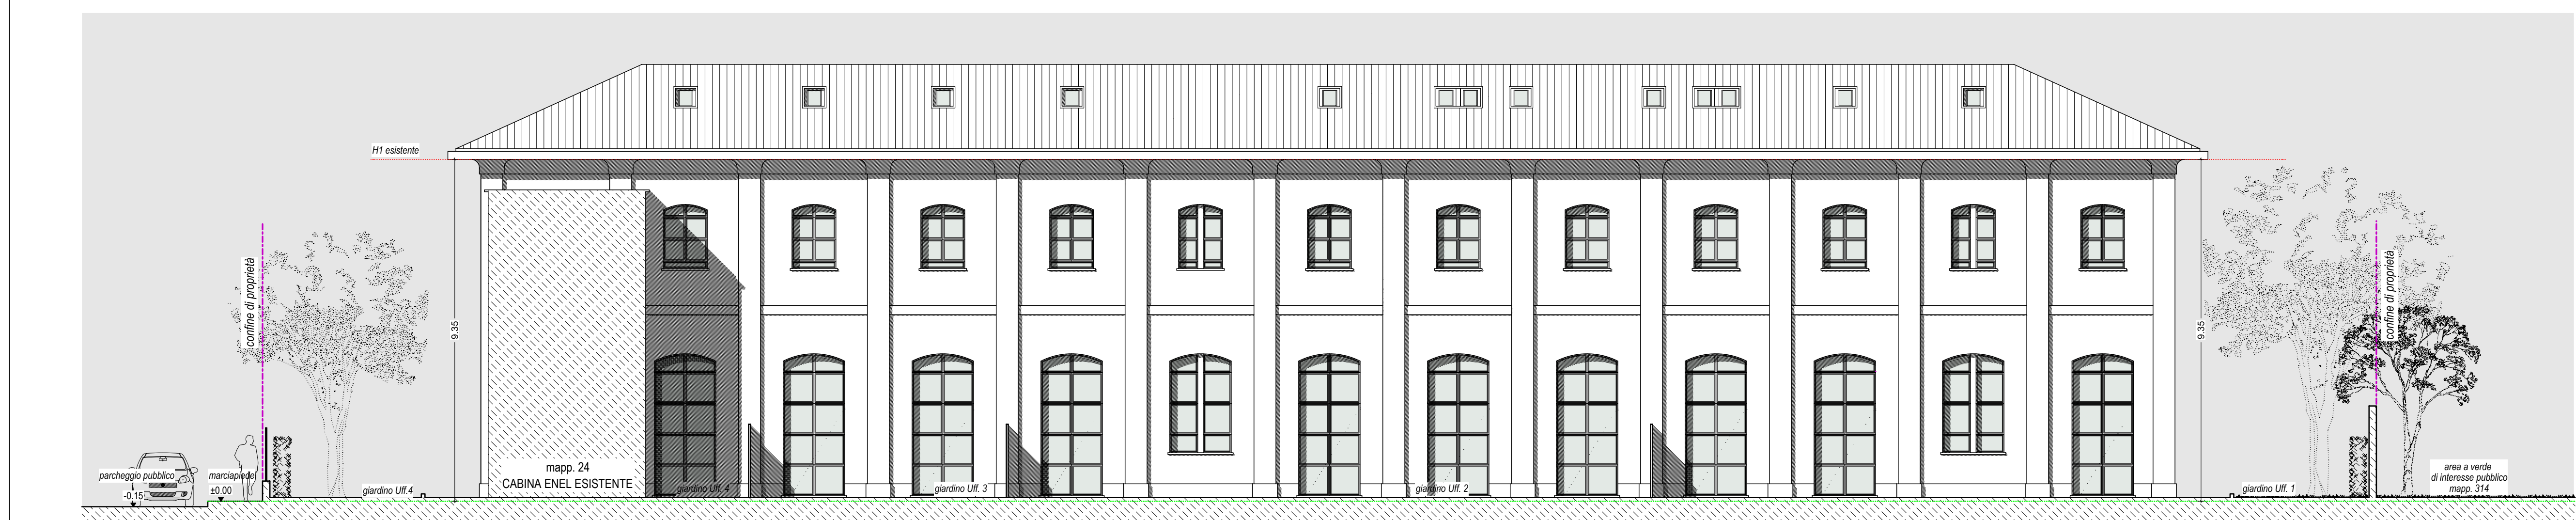 H1 esistente
confine di proprietà
9.35
9.35
confine di proprietà
parcheggio pubblico
-0.15
marciapiede
±0.00
giardino Uff.4
mapp. 24
CABINA ENEL ESISTENTE
giardino Uff. 4
giardino Uff. 3
giardino Uff. 2
giardino Uff. 1
area a verde
di interesse pubblico
mapp. 314